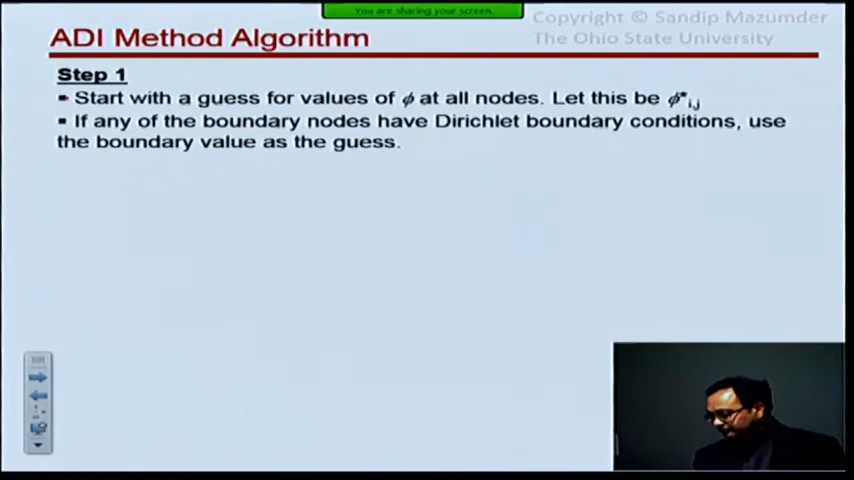 You are sharing your screen.
Copyright © Sandip Mazumder
The Ohio State University
ADI Method Algorithm
Step 1
▪ Start with a guess for values of ϕ at all nodes. Let this be ϕ*i,j
▪ If any of the boundary nodes have Dirichlet boundary conditions, use
the boundary value as the guess.